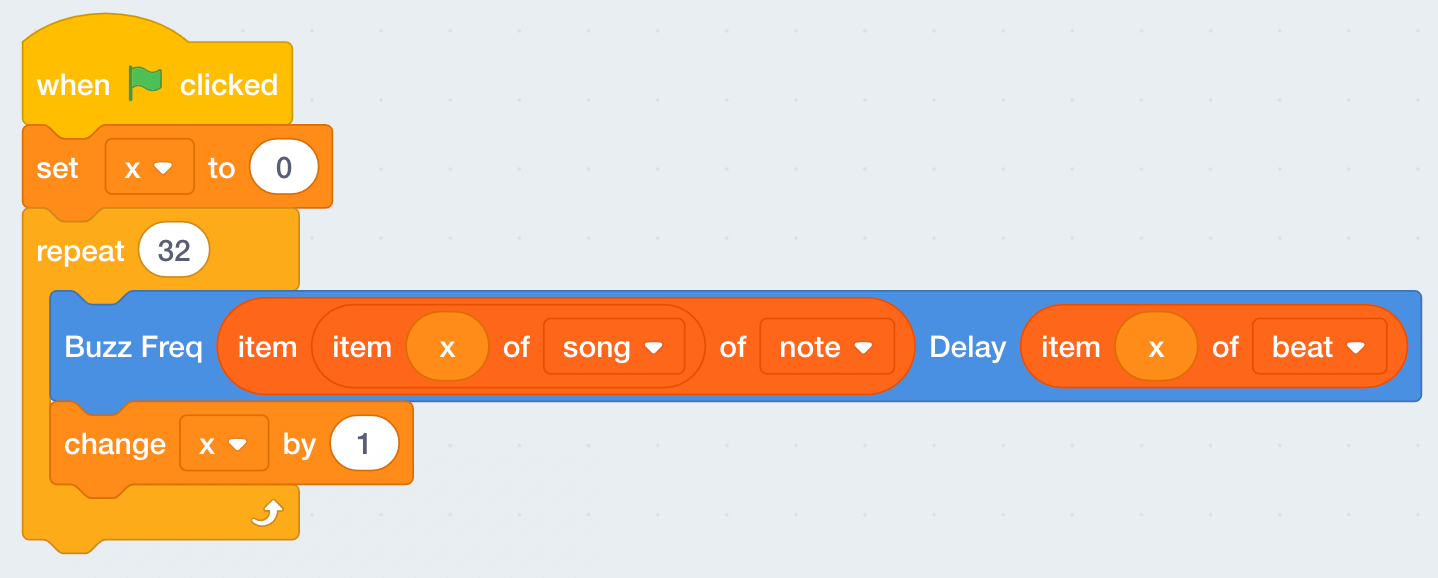 when clicked
set x to 0
repeat 32
Buzz Freq item item x of song of note Delay item x of beat
change x by 1